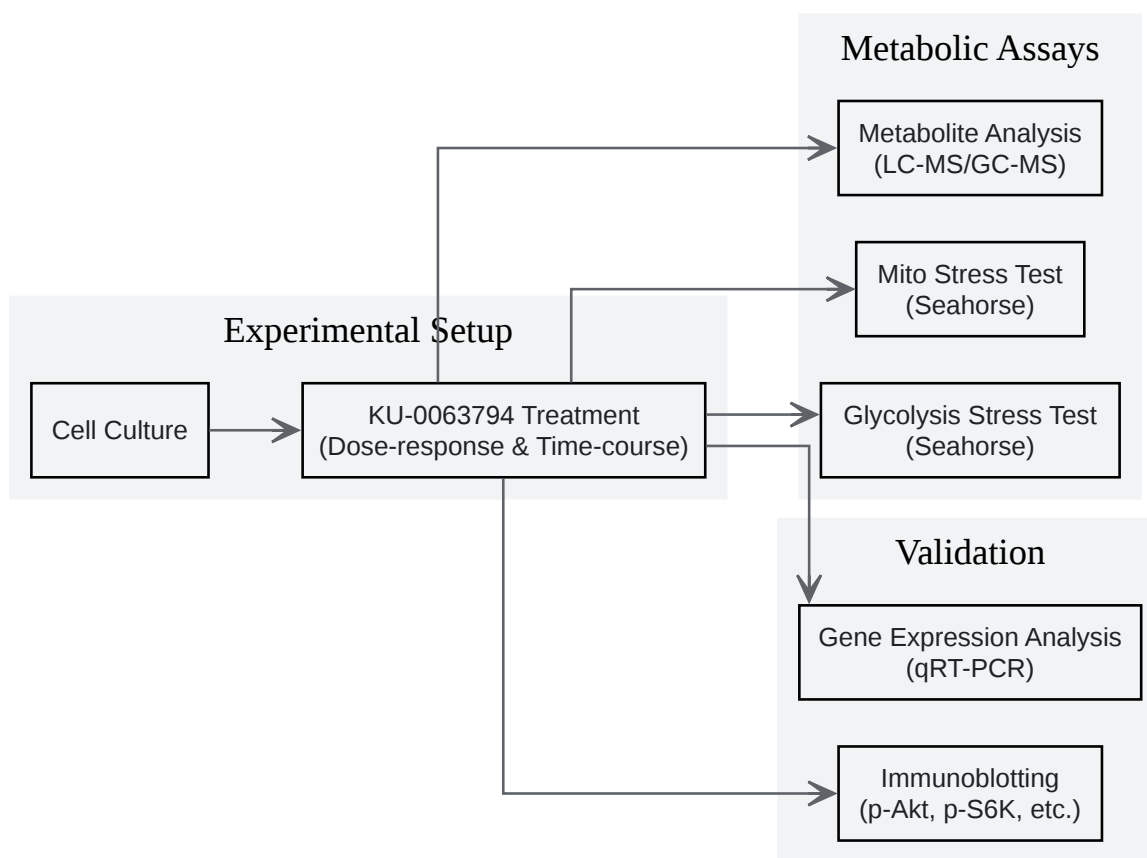 Metabolic Assays
Metabolite Analysis
(LC-MS/GC-MS)
Mito Stress Test
(Seahorse)
Experimental Setup
Cell Culture
KU-0063794 Treatment
(Dose-response & Time-course)
Glycolysis Stress Test
(Seahorse)
Validation
Gene Expression Analysis
(qRT-PCR)
Immunoblotting
(p-Akt, p-S6K, etc.)